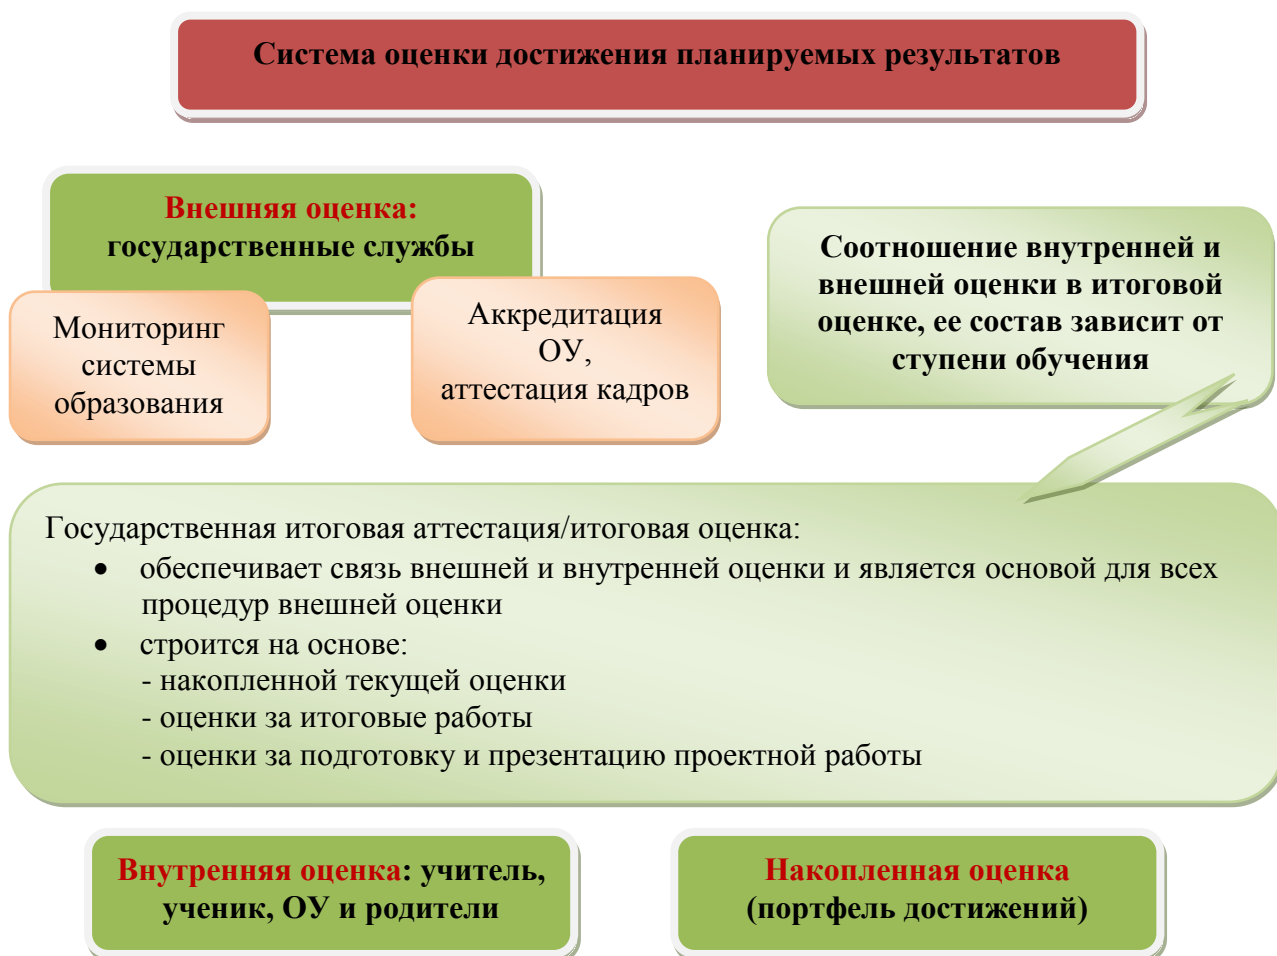 Система оценки достижения планируемых результатов
Внешняя оценка:
государственные службы
Мониторинг
системы
образования
Аккредитация
ОУ,
аттестация кадров
Соотношение внутренней и
внешней оценки в итоговой
оценке, ее состав зависит от
ступени обучения
Государственная итоговая аттестация/итоговая оценка:
• обеспечивает связь внешней и внутренней оценки и является основой для всех
процедур внешней оценки
• строится на основе:
- накопленной текущей оценки
- оценки за итоговые работы
- оценки за подготовку и презентацию проектной работы
Внутренняя оценка: учитель,
ученик, ОУ и родители
Накопленная оценка
(портфель достижений)